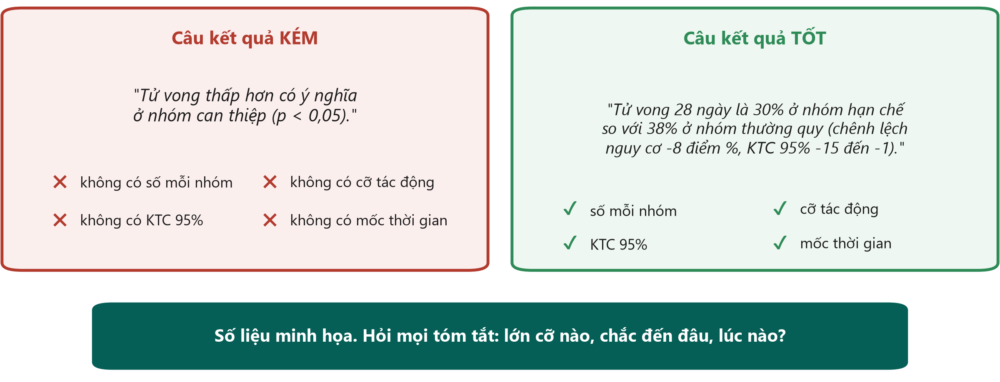 Câu kết quả KÉM
"Tử vong thấp hơn có ý nghĩa
ở nhóm can thiệp (p < 0,05)."
không có số mỗi nhóm
không có cỡ tác động
không có KTC 95%
không có mốc thời gian
Câu kết quả TỐT
"Tử vong 28 ngày là 30% ở nhóm hạn chế
so với 38% ở nhóm thường quy (chênh lệch
nguy cơ -8 điểm %, KTC 95% -15 đến -1)."
số mỗi nhóm
cỡ tác động
KTC 95%
mốc thời gian
Số liệu minh họa. Hỏi mọi tóm tắt: lớn cỡ nào, chắc đến đâu, lúc nào?